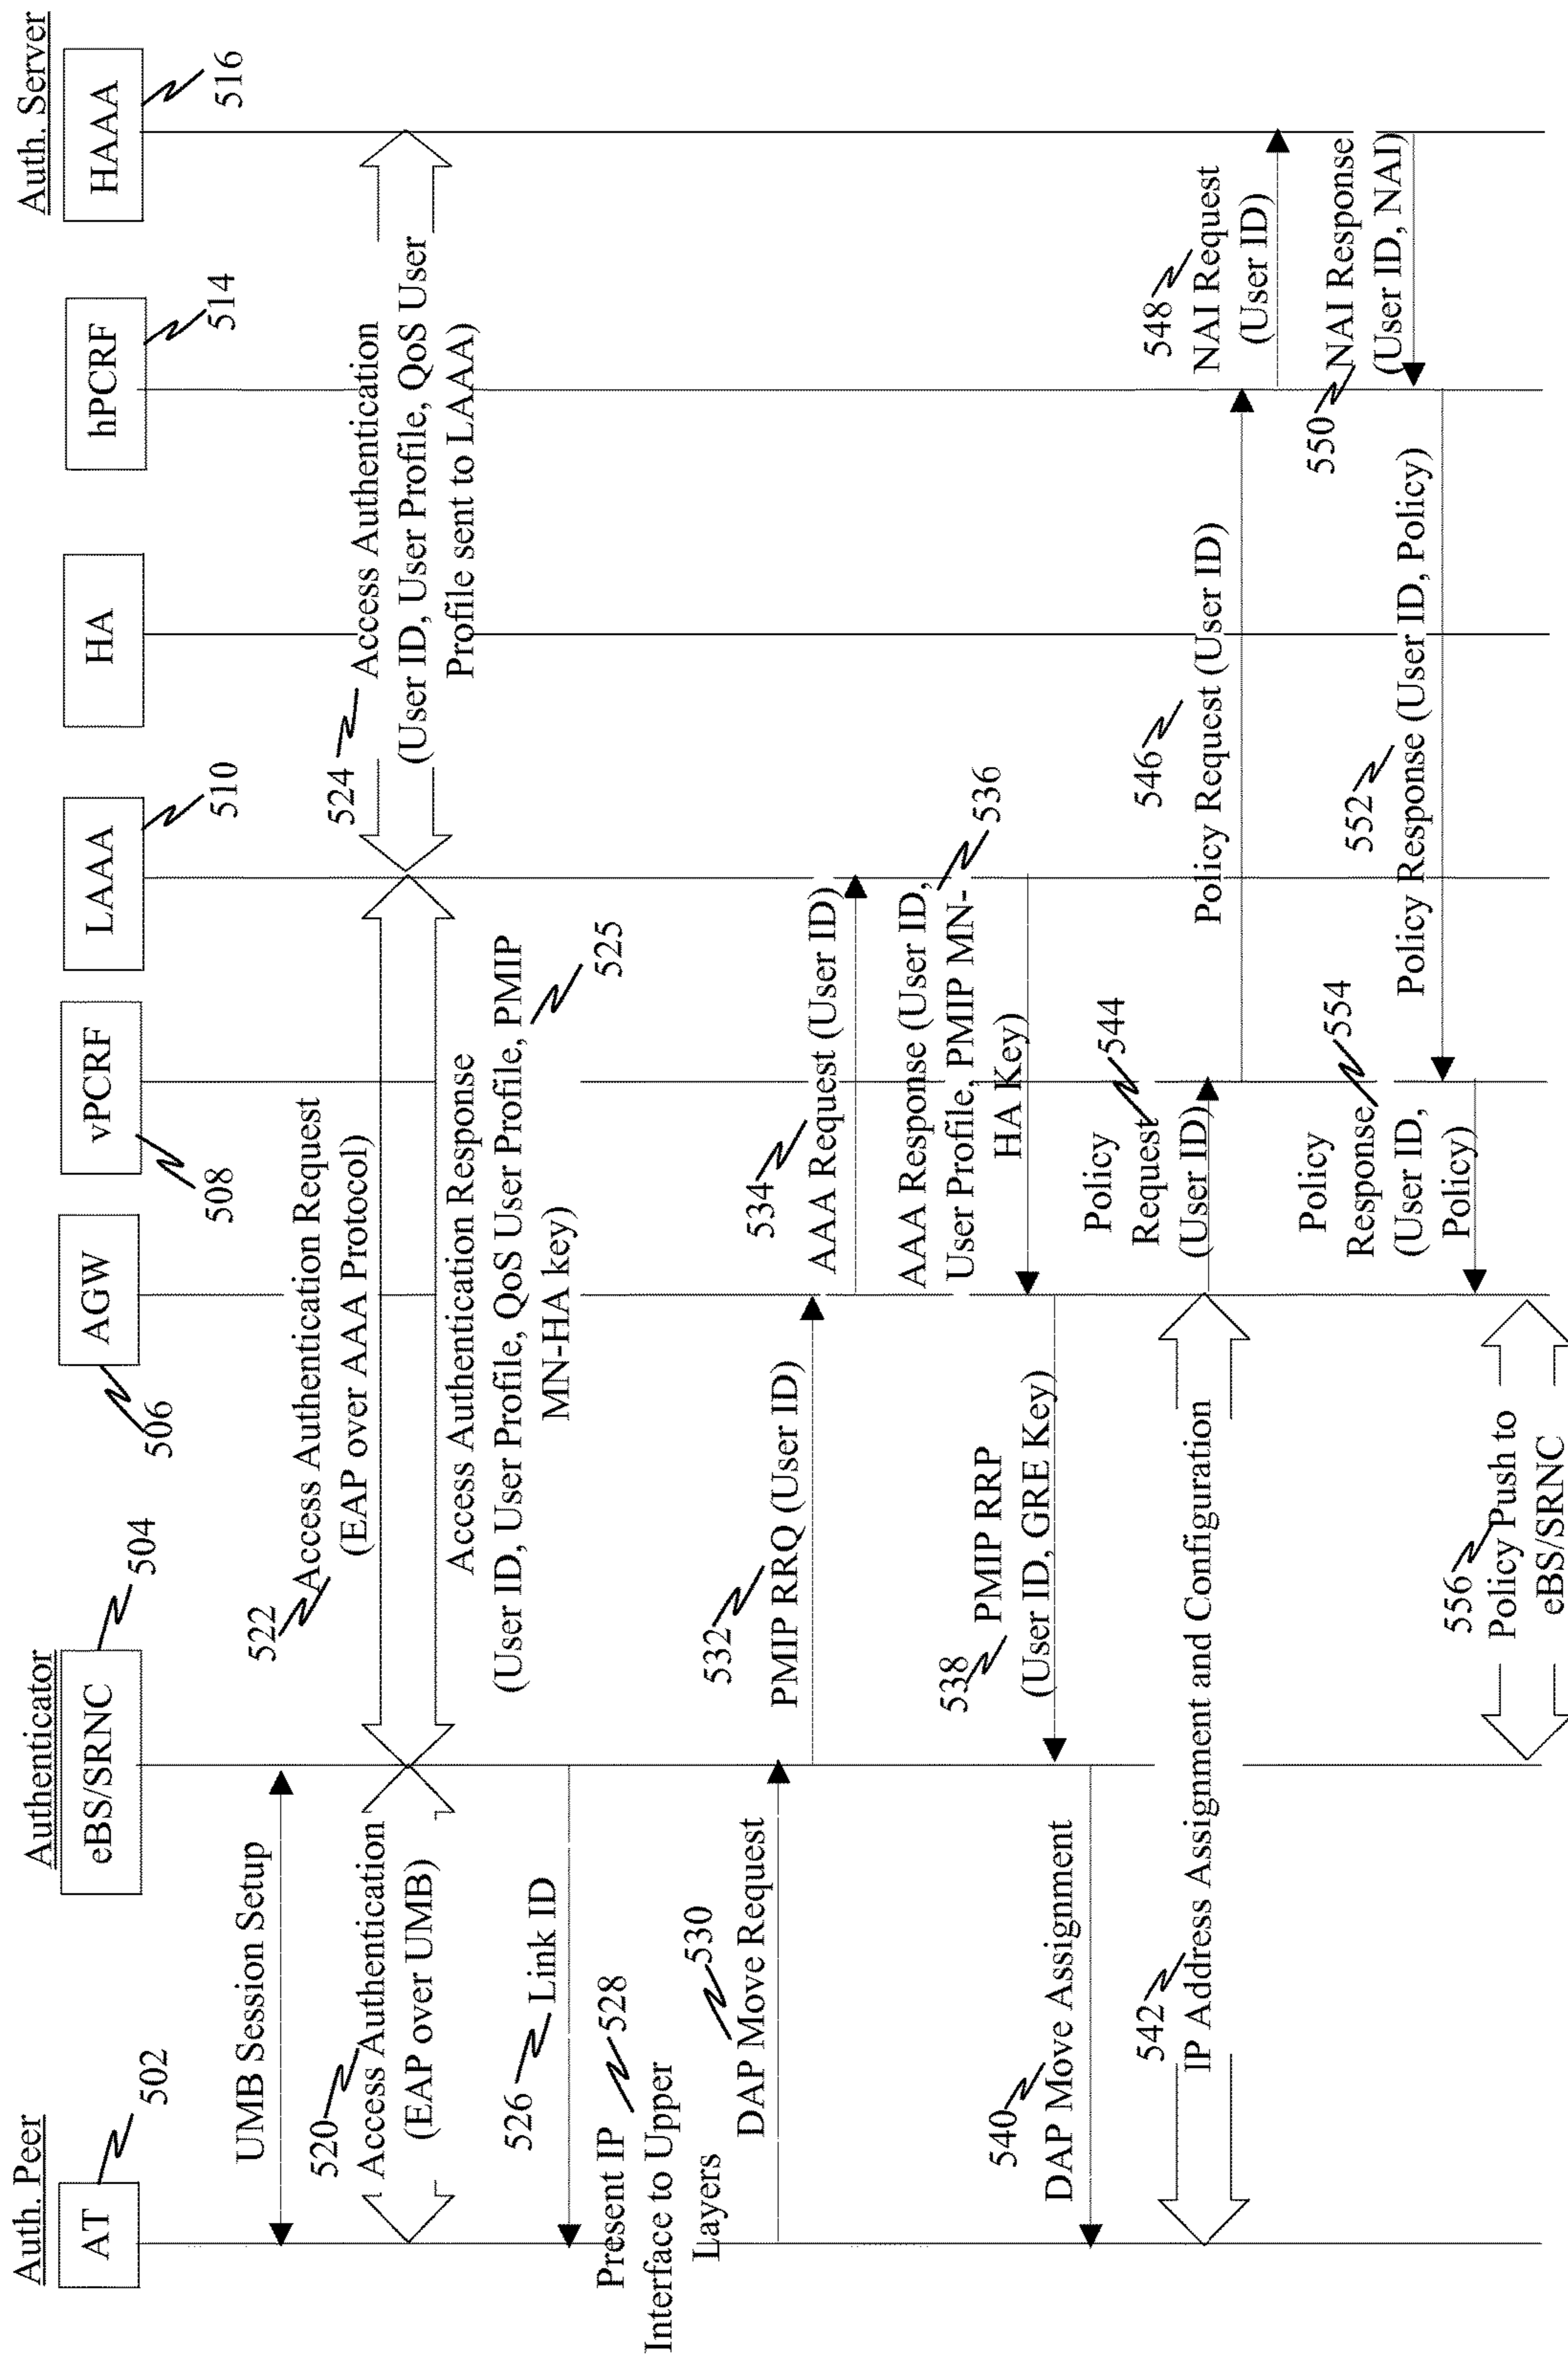 Auth. Peer
Authenticator
Auth. Server
AT
eBS/SRNC
AGW
vPCRF
LAAA
HA
hPCRF
HAAA
502
504
506
508
510
514
516
UMB Session Setup
520
Access Authentication
(EAP over UMB)
522
Access Authentication Request
(EAP over AAA Protocol)
524
Access Authentication
(User ID, User Profile, QoS User
Profile sent to LAAA)
Access Authentication Response
(User ID, User Profile, QoS User Profile, PMIP
MN-HA key)
525
526
Link ID
Present IP
Interface to Upper
Layers
528
530
DAP Move Request
532
PMIP RRQ (User ID)
534
AAA Request (User ID)
AAA Response (User ID,
User Profile, PMIP MN-
HA Key)
536
538
PMIP RRP
(User ID, GRE Key)
540
DAP Move Assignment
542
IP Address Assignment and Configuration
Policy
Request
(User ID)
544
546
Policy Request (User ID)
548
NAI Request
(User ID)
550
NAI Response
(User ID, NAI)
552
Policy Response (User ID, Policy)
Policy
Response
(User ID,
Policy)
554
556
Policy Push to
eBS/SRNC